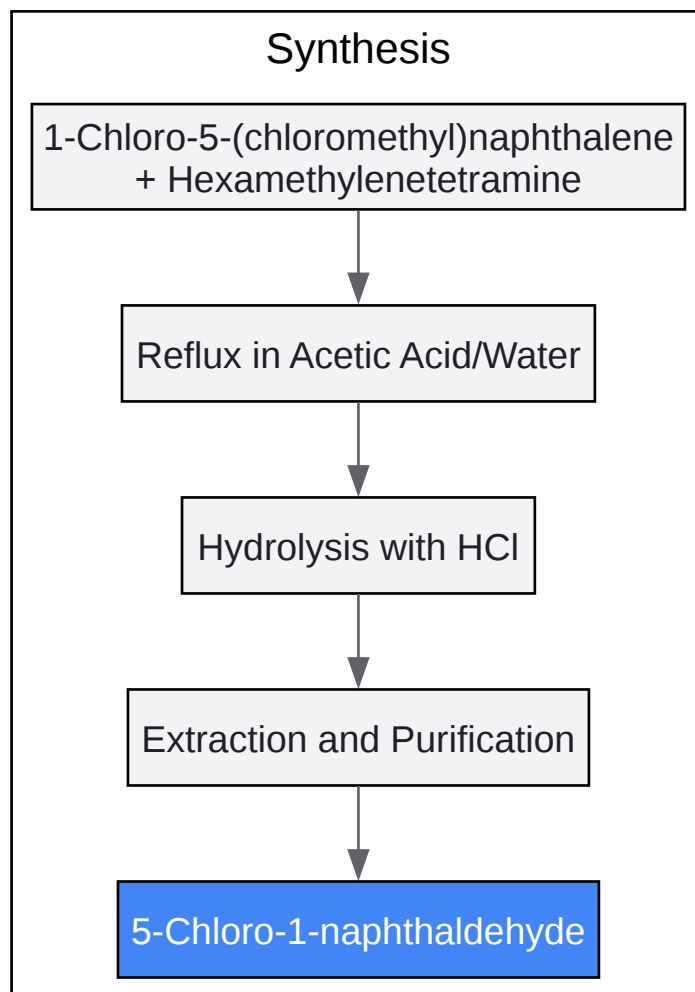 Synthesis
1-Chloro-5-(chloromethyl)naphthalene
+ Hexamethylenetetramine
Reflux in Acetic Acid/Water
Hydrolysis with HCl
Extraction and Purification
5-Chloro-1-naphthaldehyde